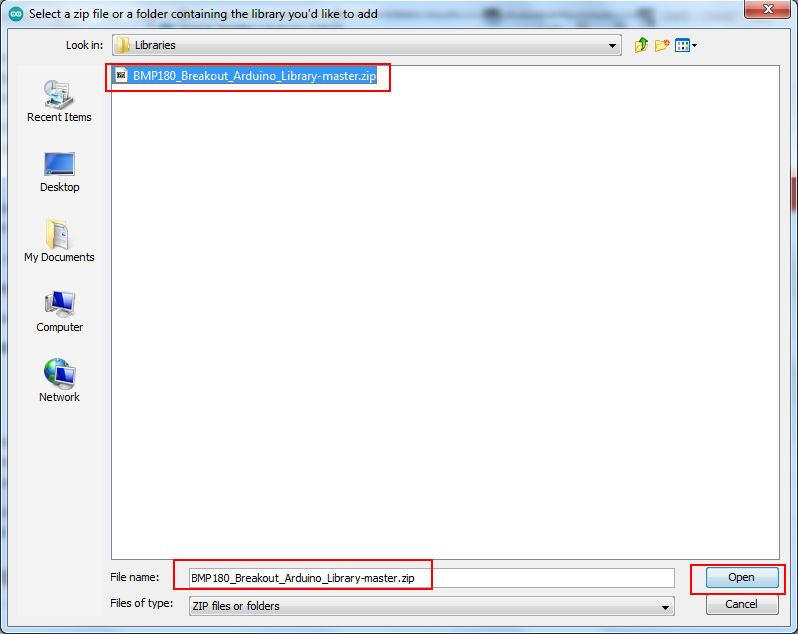 Select a zip file or a folder containing the library you'd like to add
Look in: Libraries
BMP180_Breakout_Arduino_Library-master.zip
Recent Items
Desktop
My Documents
Computer
Network
File name: BMP180_Breakout_Arduino_Library-master.zip Open
Files of type: ZIP files or folders Cancel